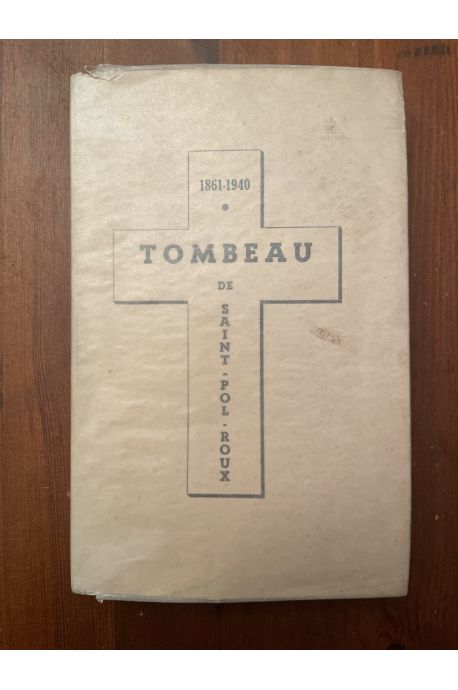 1861-1940
TOMBEAU
DE
SAINT-POL-ROUX